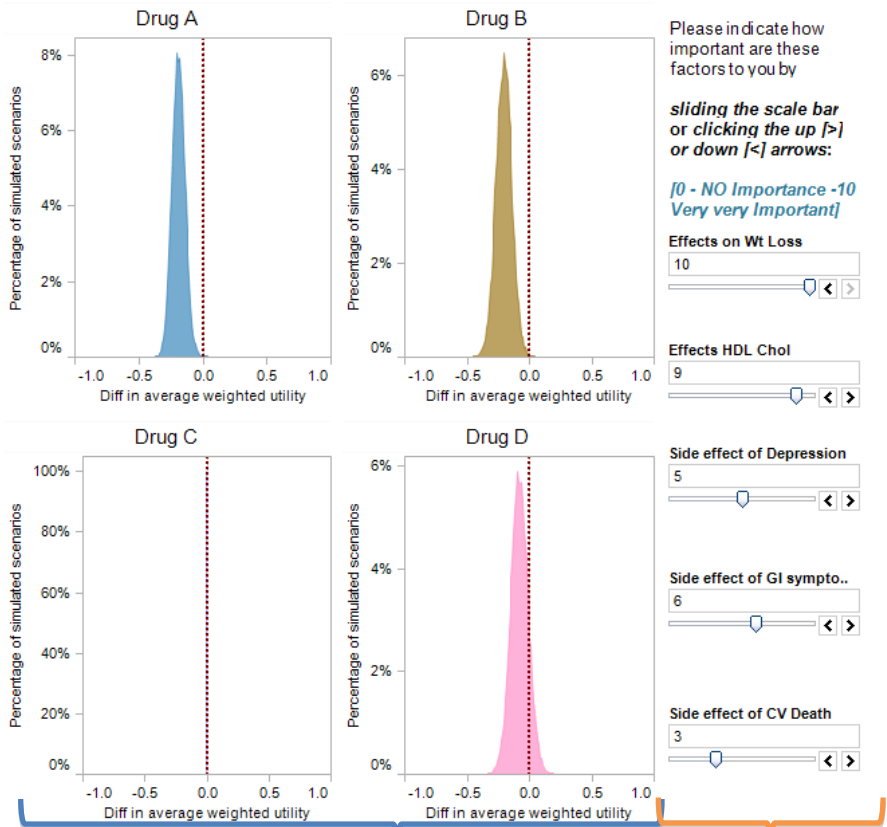 Drug A
Percentage of simulated scenarios
8%
6%
4%
2%
0%
-1.0 -0.5 0.0 0.5 1.0
Diff in average weighted utility
Drug B
Precentage of simulated scenarios
6%
4%
2%
0%
-1.0 -0.5 0.0 0.5 1.0
Diff in average weighted utility
Drug C
Percentage of simulated scenarios
100%
80%
60%
40%
20%
0%
-1.0 -0.5 0.0 0.5 1.0
Diff in average weighted utility
Drug D
Percentage of simulated scenarios
6%
4%
2%
0%
-1.0 -0.5 0.0 0.5 1.0
Diff in average weighted utility
Please indicate how
important are these
factors to you by
sliding the scale bar
or clicking the up [>]
or down [<] arrows:
[0 - NO Importance -10
Very very Important]
Effects on Wt Loss
10
< >
Effects HDL Chol
9
< >
Side effect of Depression
5
< >
Side effect of GI sympto..
6
< >
Side effect of CV Death
3
< >